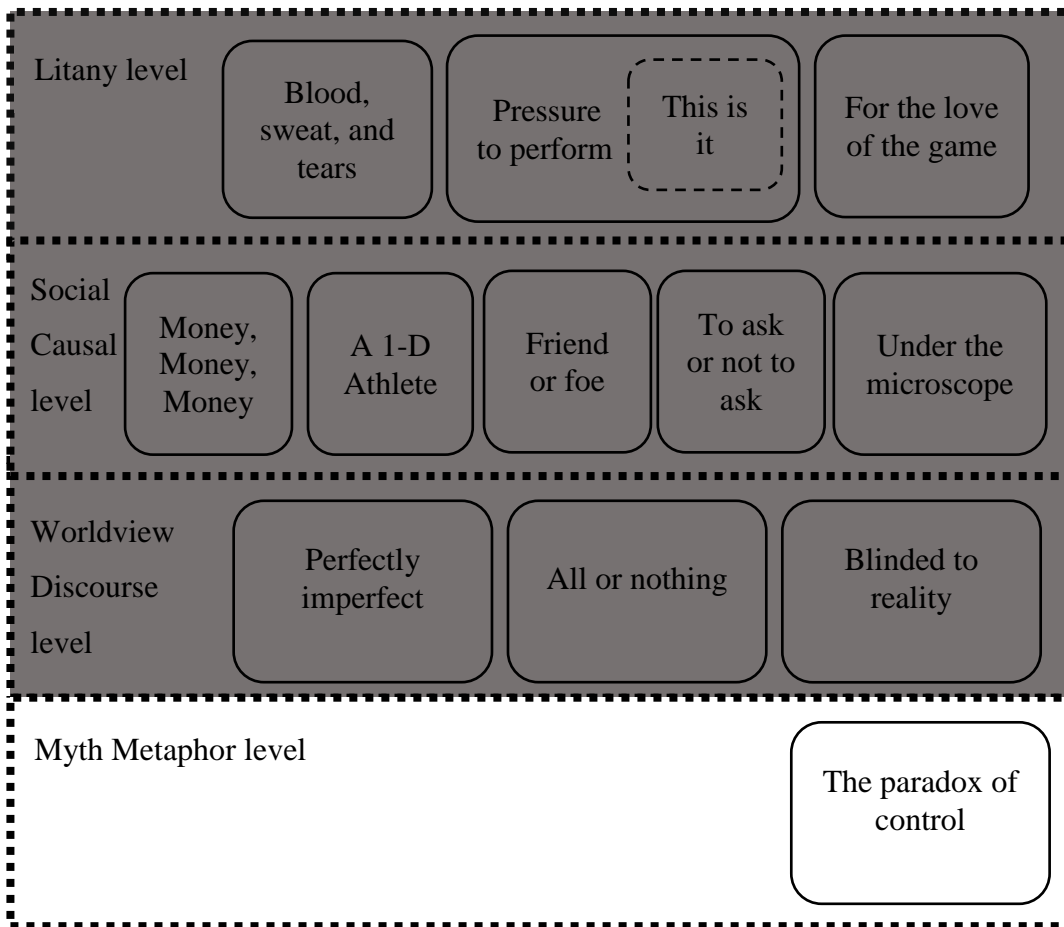 Litany level
Blood,
sweat, and
tears
Pressure
to perform
This is
it
For the love
of the game
Social
Causal
level
Money,
Money,
Money
A 1-D
Athlete
Friend
or foe
To ask
or not to
ask
Under the
microscope
Worldview
Discourse
level
Perfectly
imperfect
All or nothing
Blinded to
reality
Myth Metaphor level
The paradox of
control